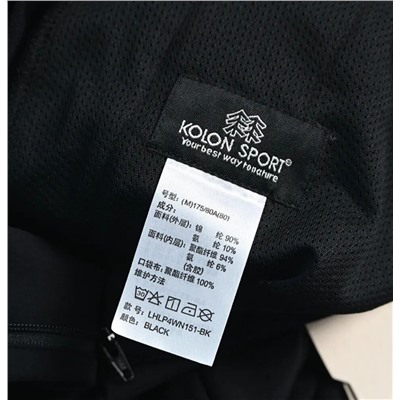 KOLON SPORT®
Your best way to nature
号型: (M)175/80A(80)
成分:
面料(外层): 锦 纶 90%
氨 纶 10%
面料(内层): 聚酯纤维 94%
(含胶) 氨 纶 6%
口袋布: 聚酯纤维 100%
维护方法
30
款号: LHLP4WN151-BK
颜色: BLACK